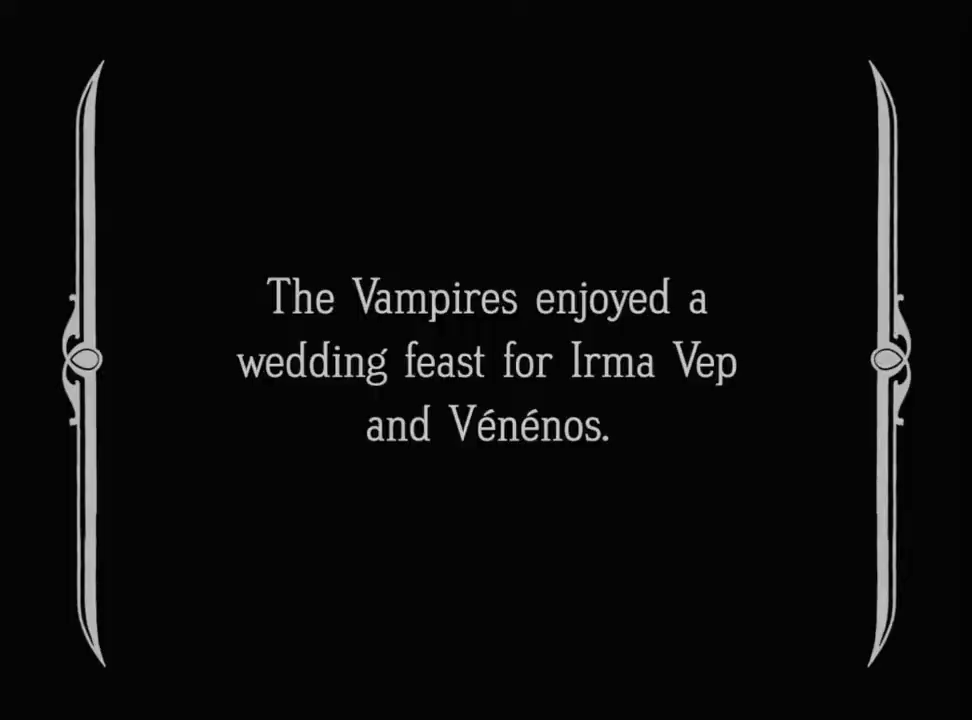 The Vampires enjoyed a
wedding feast for Irma Vep
and Vénénos.